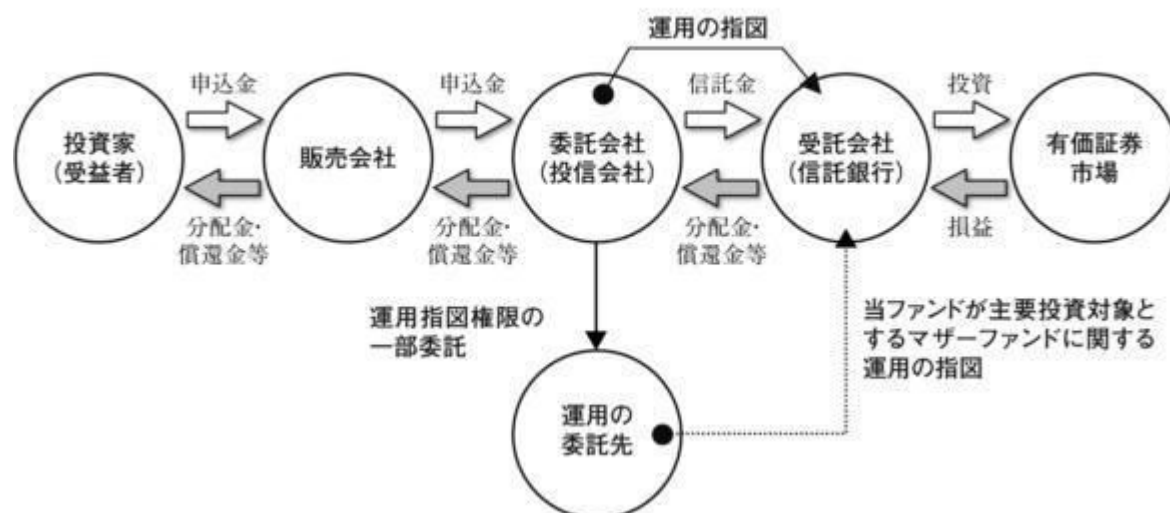 運用の指図
申込金
申込金
信託金
投資
投資家
(受益者)
販売会社
委託会社
(投信会社)
受託会社
(信託銀行)
有価証券
市場
分配金・
償還金等
分配金・
償還金等
分配金・
償還金等
損益
運用指図権限の
一部委託
当ファンドが主要投資対象と
するマザーファンドに関する
運用の指図
運用の
委託先